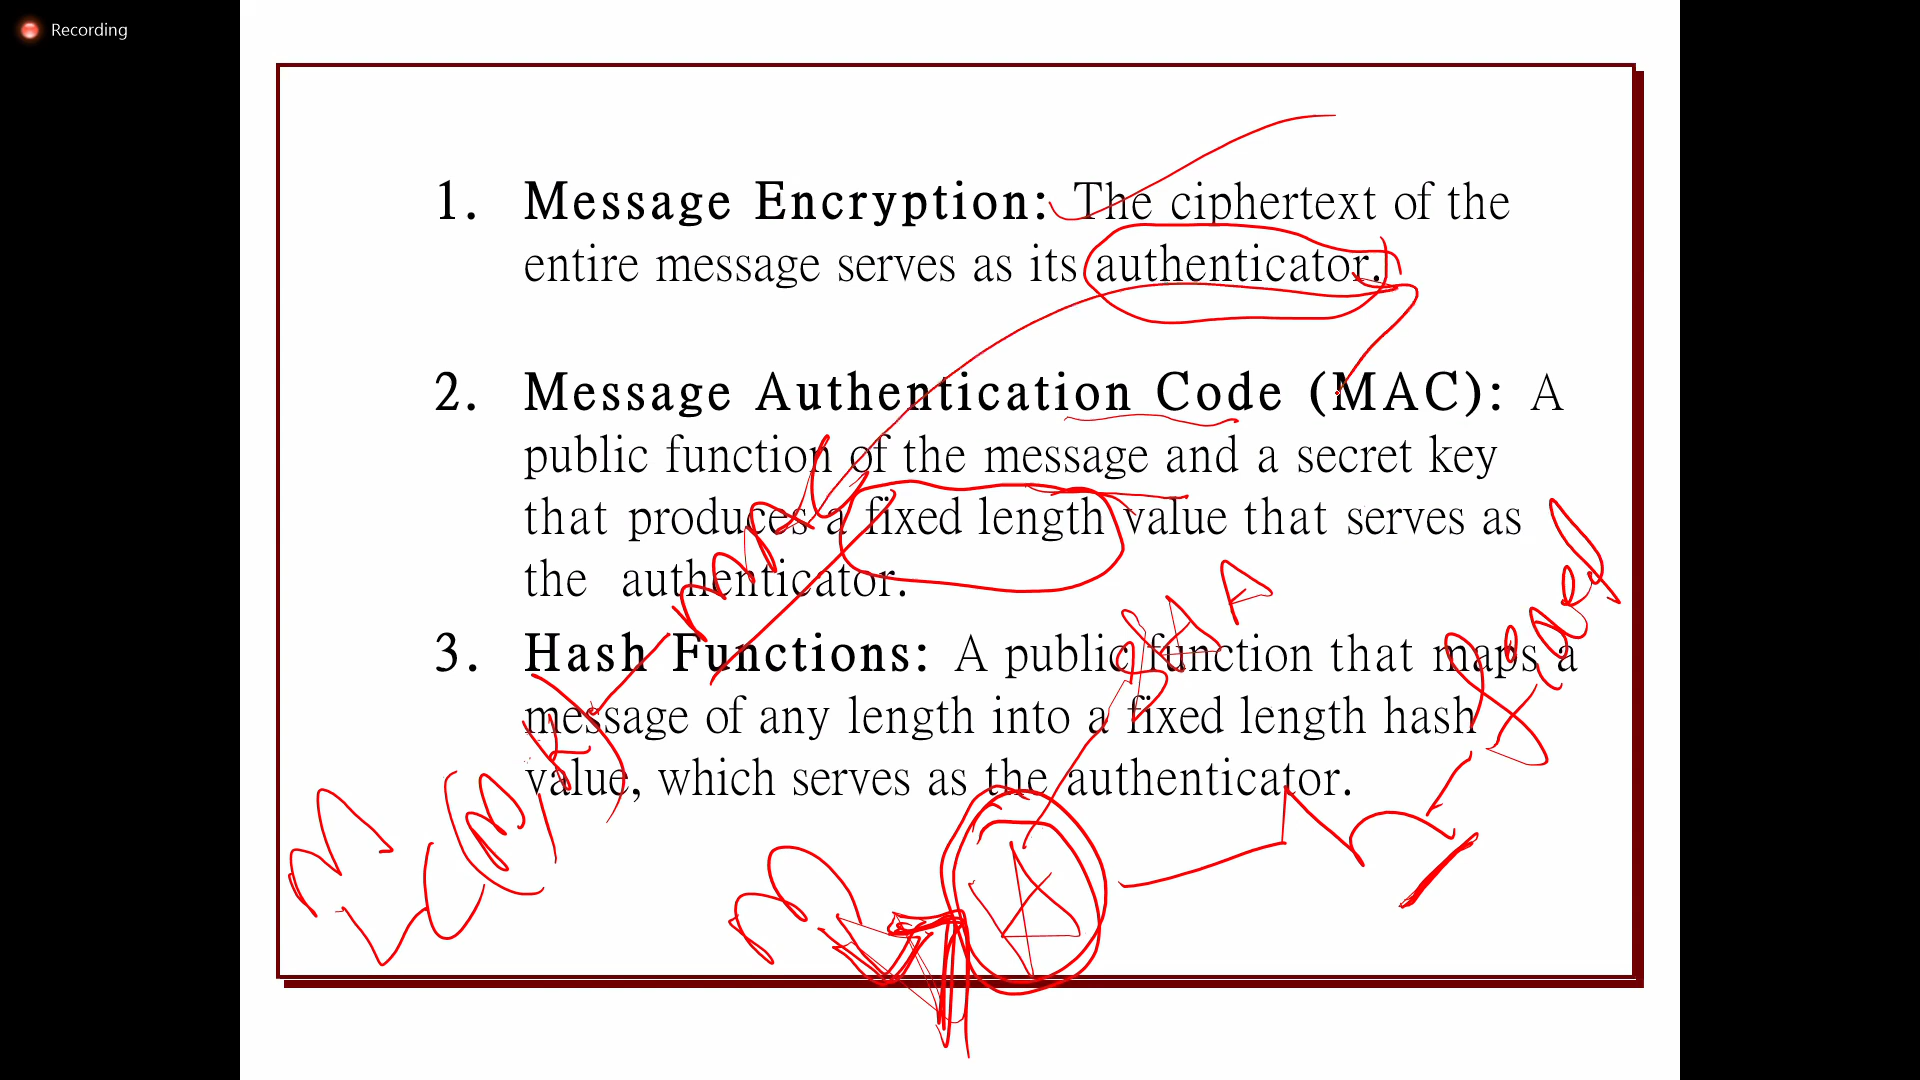 Recording
1. Message Encryption: The ciphertext of the
entire message serves as its authenticator.
2. Message Authentication Code (MAC): A
public function of the message and a secret key
that produces a fixed length value that serves as
the authenticator.
3. Hash Functions: A public function that maps a
message of any length into a fixed length hash
value, which serves as the authenticator.
MAC
SHA
fixed
(M, K)
M
h